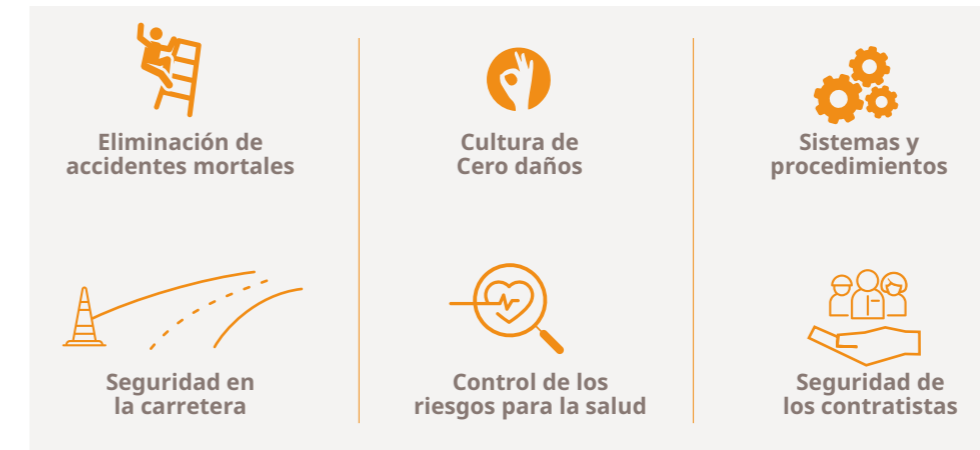 Eliminación de
accidentes mortales
Cultura de
Cero daños
Sistemas y
procedimientos
Seguridad en
la carretera
Control de los
riesgos para la salud
Seguridad de
los contratistas